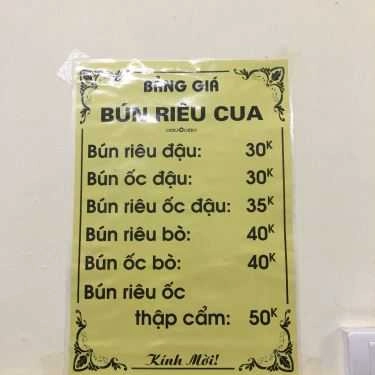 BẢNG GIÁ
BÚN RIÊU CUA
Bún riêu đậu: 30K
Bún ốc đậu: 30K
Bún riêu ốc đậu: 35K
Bún riêu bò: 40K
Bún ốc bò: 40K
Bún riêu ốc
thập cẩm: 50K
Kính Mời!